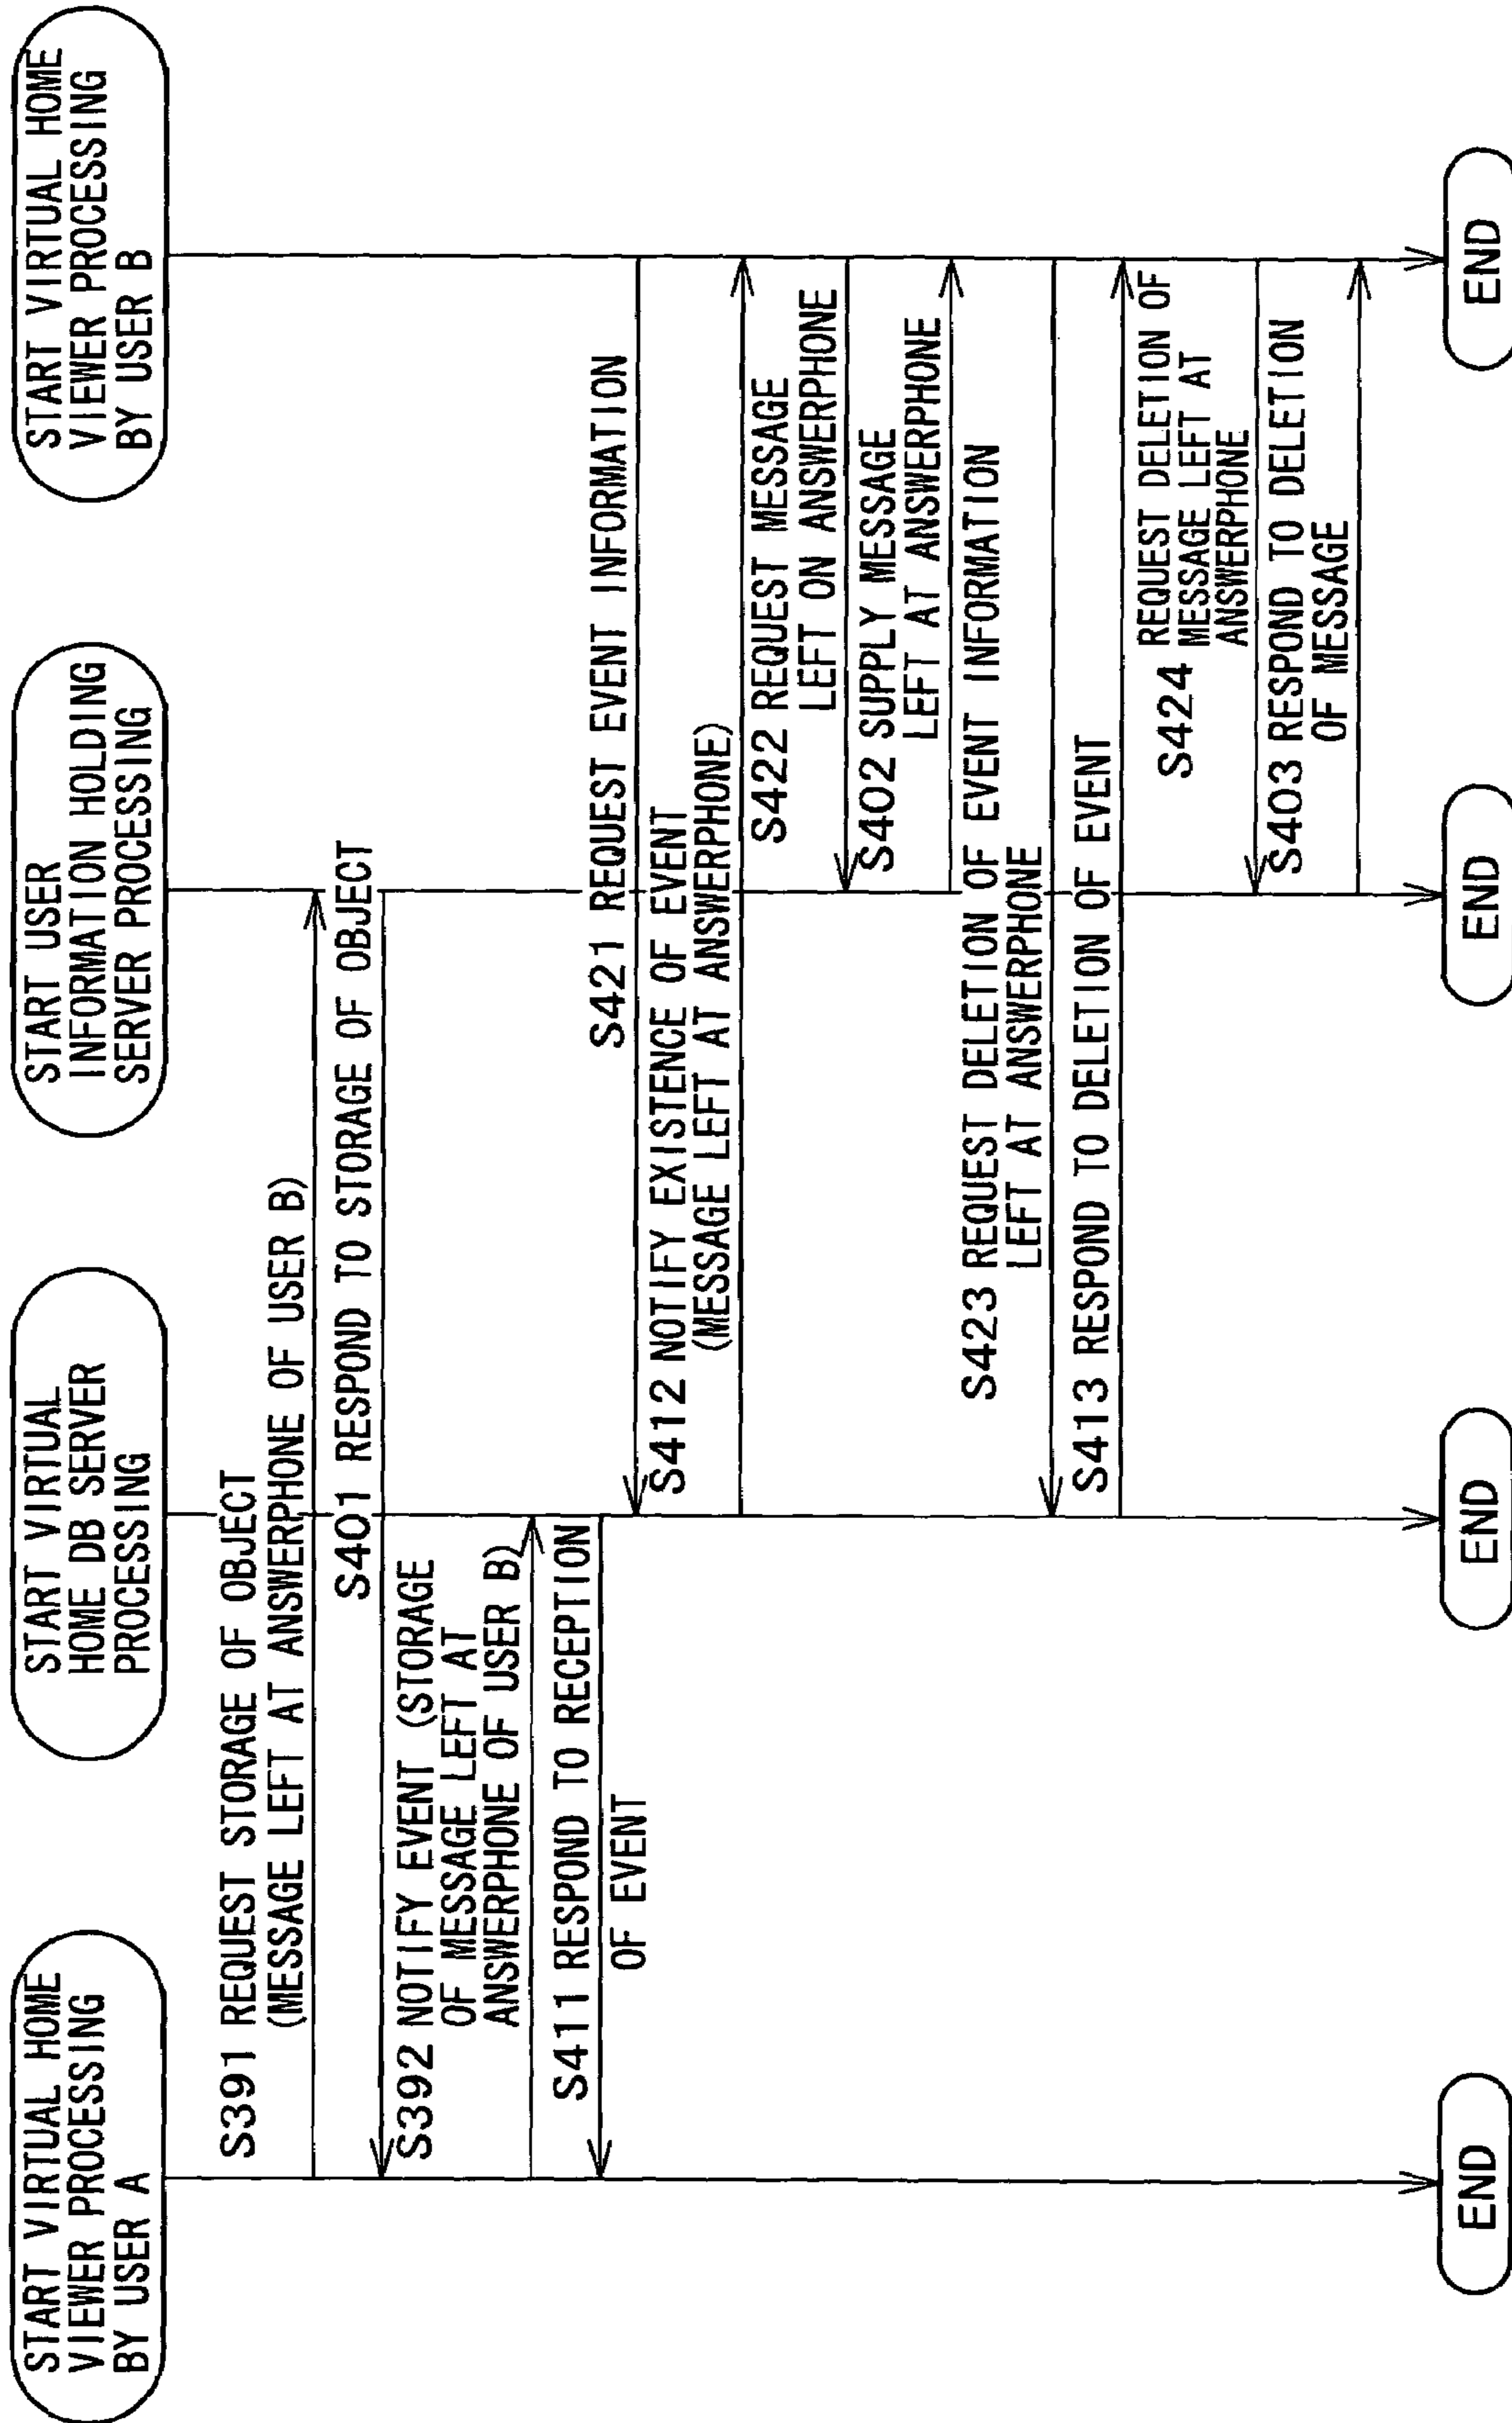 START VIRTUAL HOME
VIEWER PROCESSING
BY USER A
START VIRTUAL
HOME DB SERVER
PROCESSING
START USER
INFORMATION HOLDING
SERVER PROCESSING
START VIRTUAL HOME
VIEWER PROCESSING
BY USER B
S391 REQUEST STORAGE OF OBJECT
(MESSAGE LEFT AT ANSWERPHONE OF USER B)
S401 RESPOND TO STORAGE OF OBJECT
S392 NOTIFY EVENT (STORAGE
OF MESSAGE LEFT AT
ANSWERPHONE OF USER B)
S411 RESPOND TO RECEPTION
OF EVENT
S421 REQUEST EVENT INFORMATION
S412 NOTIFY EXISTENCE OF EVENT
(MESSAGE LEFT AT ANSWERPHONE)
S422 REQUEST MESSAGE
LEFT ON ANSWERPHONE
S402 SUPPLY MESSAGE
LEFT AT ANSWERPHONE
S423 REQUEST DELETION OF EVENT INFORMATION
LEFT AT ANSWERPHONE
S413 RESPOND TO DELETION OF EVENT
S424 REQUEST DELETION OF
MESSAGE LEFT AT
ANSWERPHONE
S403 RESPOND TO DELETION
OF MESSAGE
END
END
END
END